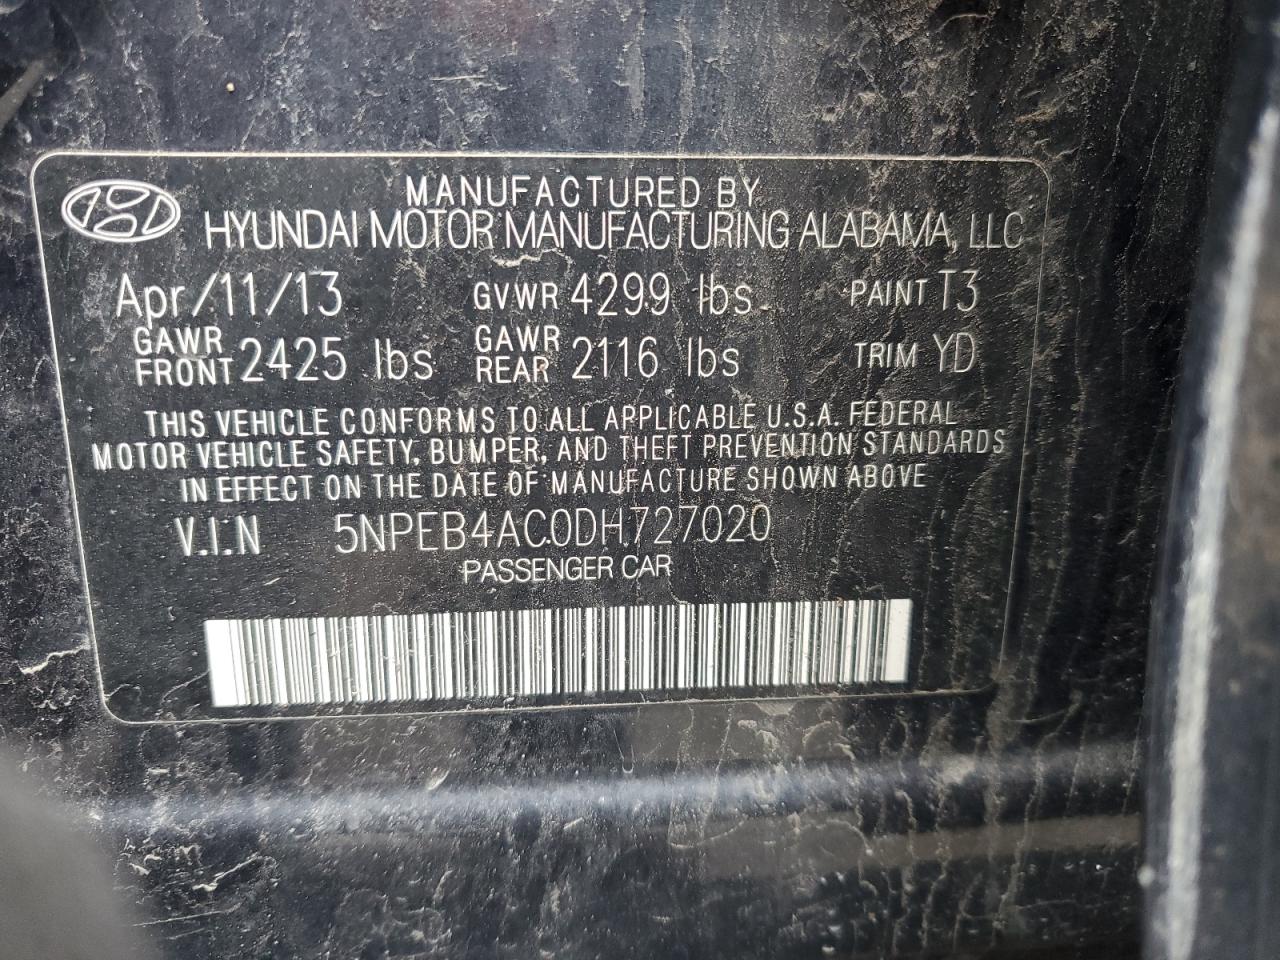 MANUFACTURED BY
HYUNDAI MOTOR MANUFACTURING ALABAMA, LLC
Apr/11/13 GVWR 4299 lbs PAINT T3
GAWR FRONT 2425 lbs GAWR REAR 2116 lbs TRIM YD
THIS VEHICLE CONFORMS TO ALL APPLICABLE U.S.A. FEDERAL
MOTOR VEHICLE SAFETY, BUMPER, AND THEFT PREVENTION STANDARDS
IN EFFECT ON THE DATE OF MANUFACTURE SHOWN ABOVE
V.I.N 5NPEB4AC0DH727020
PASSENGER CAR